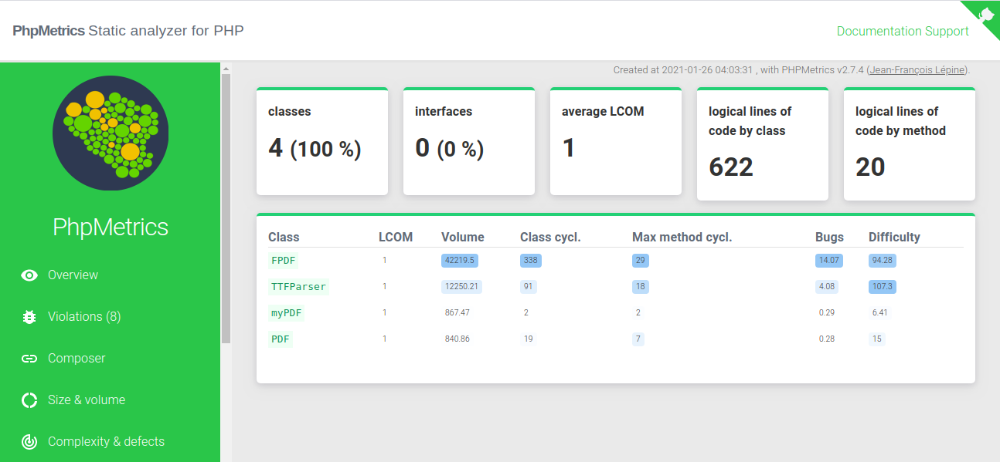 PhpMetrics Static analyzer for PHP
Documentation Support
Created at 2021-01-26 04:03:31 , with PHPMetrics v2.7.4 (Jean-François Lépine).
PhpMetrics
Overview
Violations (8)
Composer
Size & volume
Complexity & defects
classes
4 (100 %)
interfaces
0 (0 %)
average LCOM
1
logical lines of
code by class
622
logical lines of
code by method
20
Class LCOM Volume Class cycl. Max method cycl. Bugs Difficulty
FPDF 1 42219.5 338 29 14.07 94.28
TTFParser 1 12250.21 91 18 4.08 107.3
myPDF 1 867.47 2 2 0.29 6.41
PDF 1 840.86 19 7 0.28 15